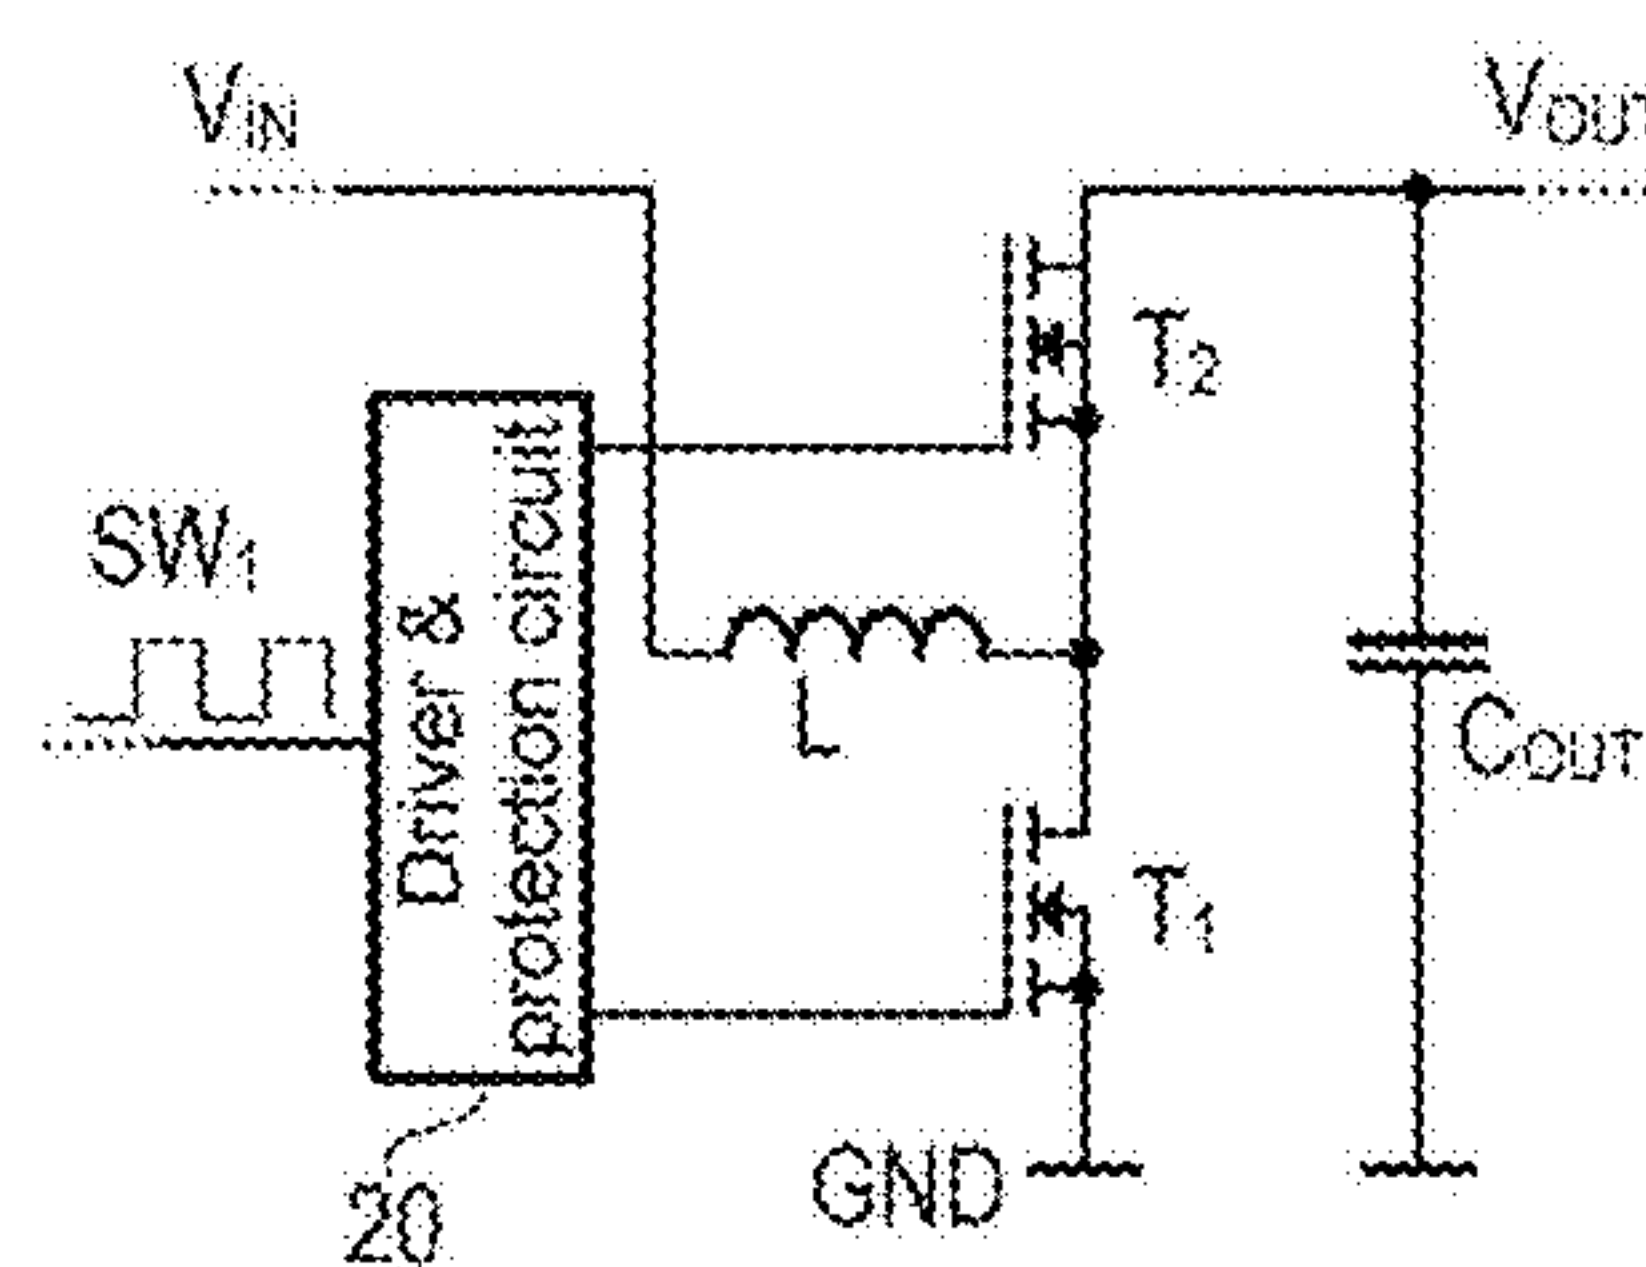 VIN
VOUT
T2
SW1
Driver &
protection circuit
L
COUT
T1
GND
20